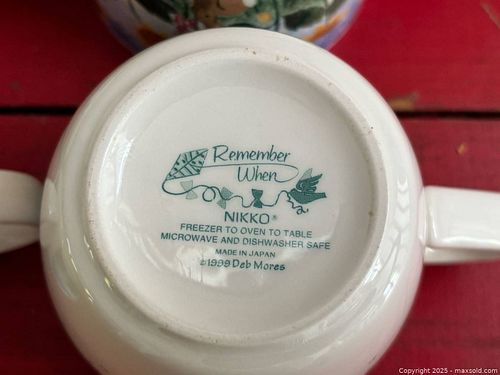 Remember
When
NIKKO®
FREEZER TO OVEN TO TABLE
MICROWAVE AND DISHWASHER SAFE
MADE IN JAPAN
©1999 Deb Mores
Copyright 2025 - maxsold.com